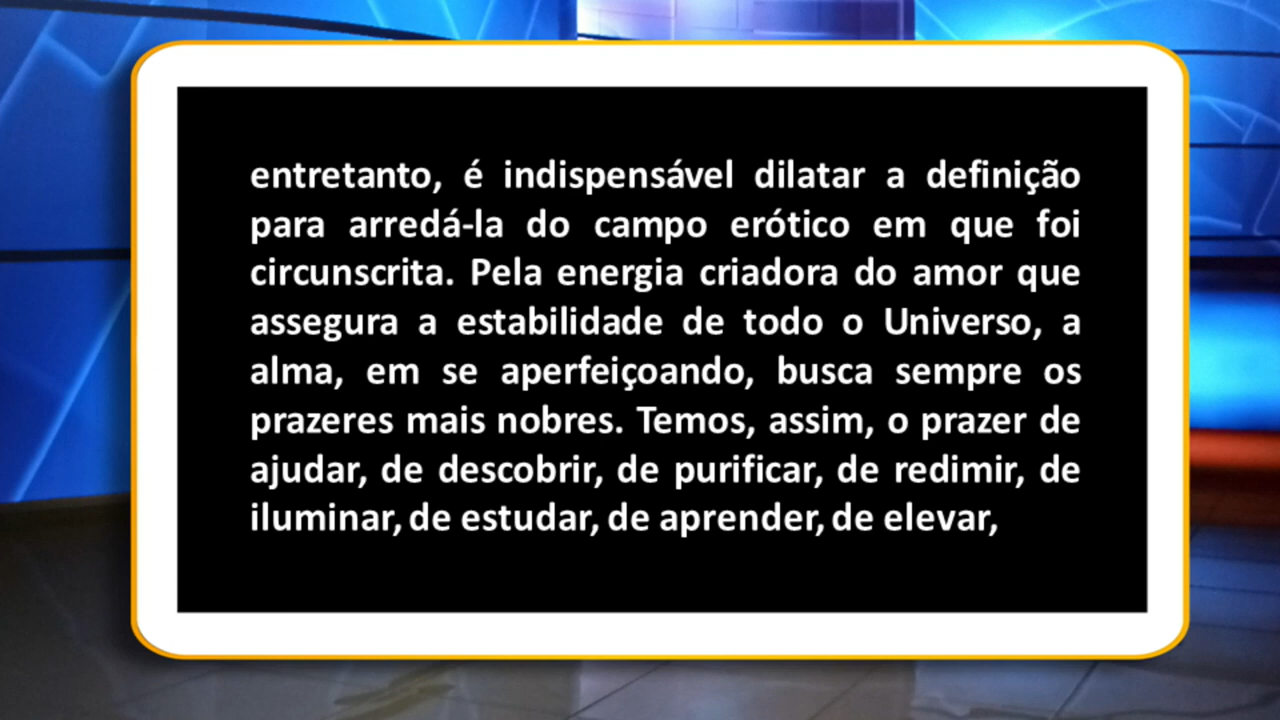 entretanto, é indispensável dilatar a definição
para arredá-la do campo erótico em que foi
circunscrita. Pela energia criadora do amor que
assegura a estabilidade de todo o Universo, a
alma, em se aperfeiçoando, busca sempre os
prazeres mais nobres. Temos, assim, o prazer de
ajudar, de descobrir, de purificar, de redimir, de
iluminar, de estudar, de aprender, de elevar,